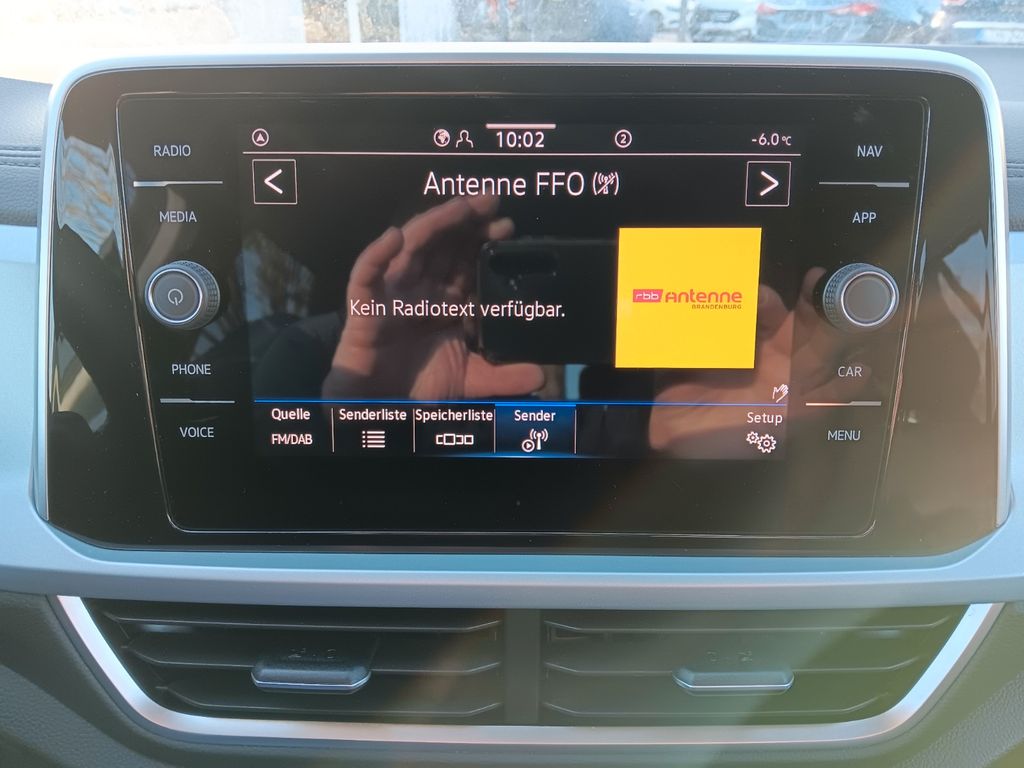 10:02
2
-6.0°C
RADIO
MEDIA
PHONE
VOICE
< Antenne FFO >
Kein Radiotext verfügbar.
rbb Antenne
BRANDENBURG
Quelle
FM/DAB
Senderliste
Speicherliste
Sender
Setup
NAV
APP
CAR
MENU